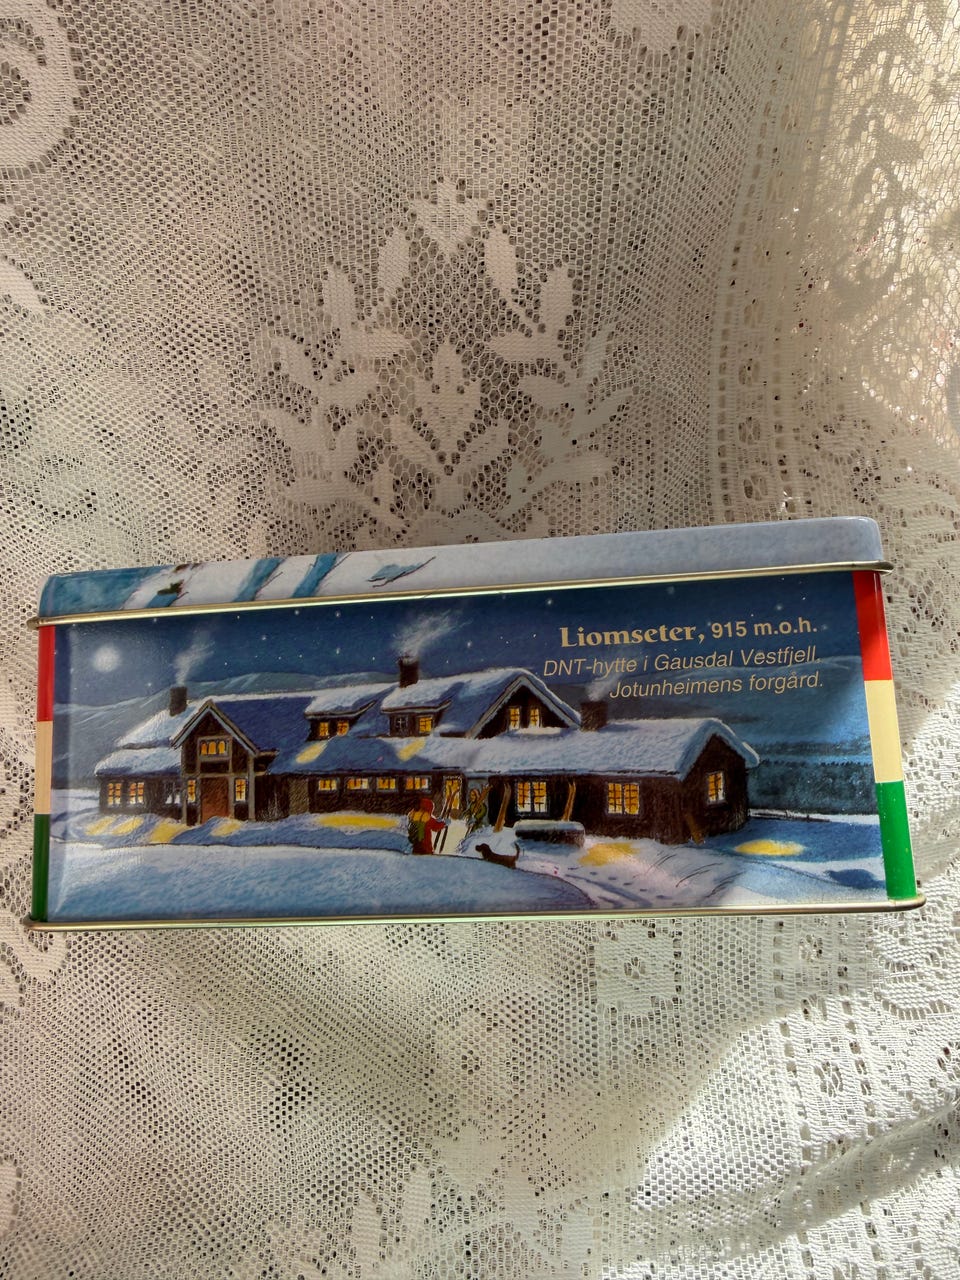 Liomseter, 915 m.o.h.
DNT-hytte i Gausdal Vestfjell.
Jotunheimens forgård.